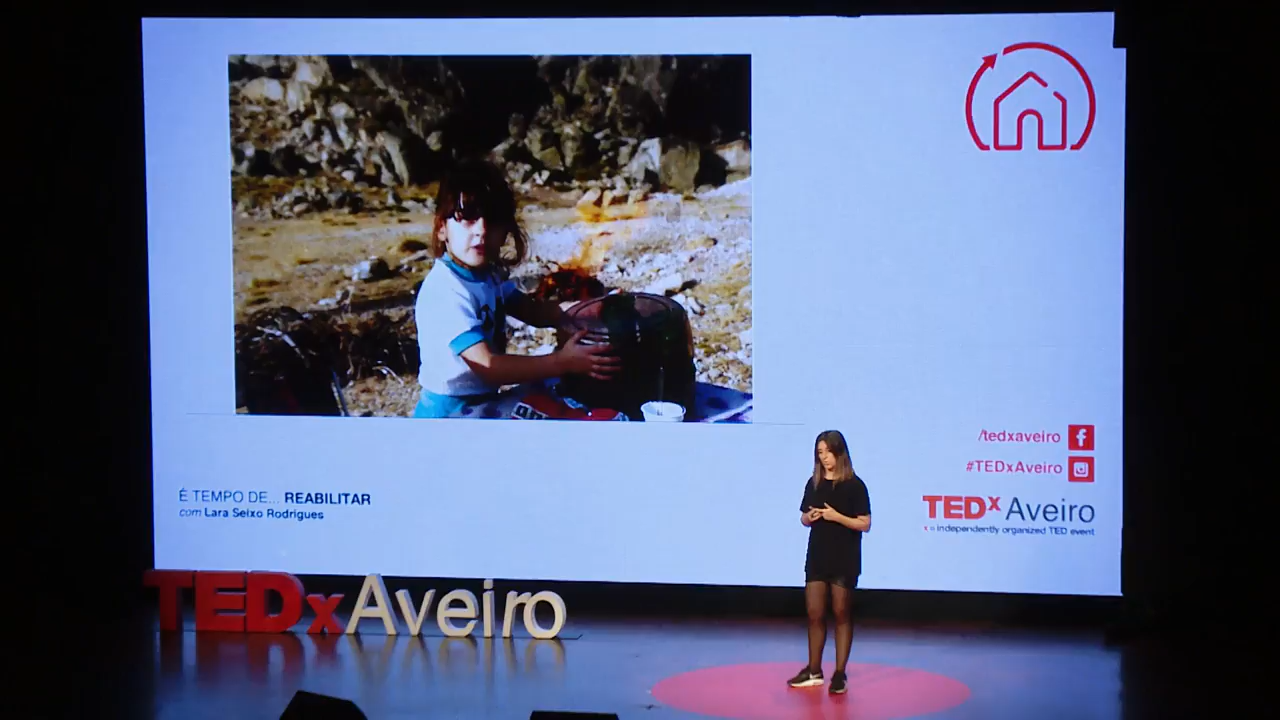 É TEMPO DE... REABILITAR
com Lara Seixo Rodrigues
/tedxaveiro
#TEDxAveiro
TEDx Aveiro
x = independently organized TED event
TEDxAveiro